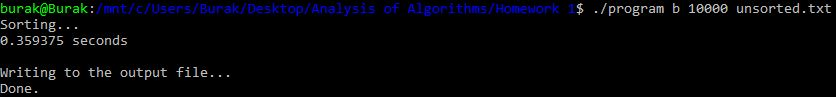 burak@Burak:/mnt/c/Users/Burak/Desktop/Analysis of Algorithms/Homework 1$ ./program b 10000 unsorted.txt
Sorting...
0.359375 seconds

Writing to the output file...
Done.